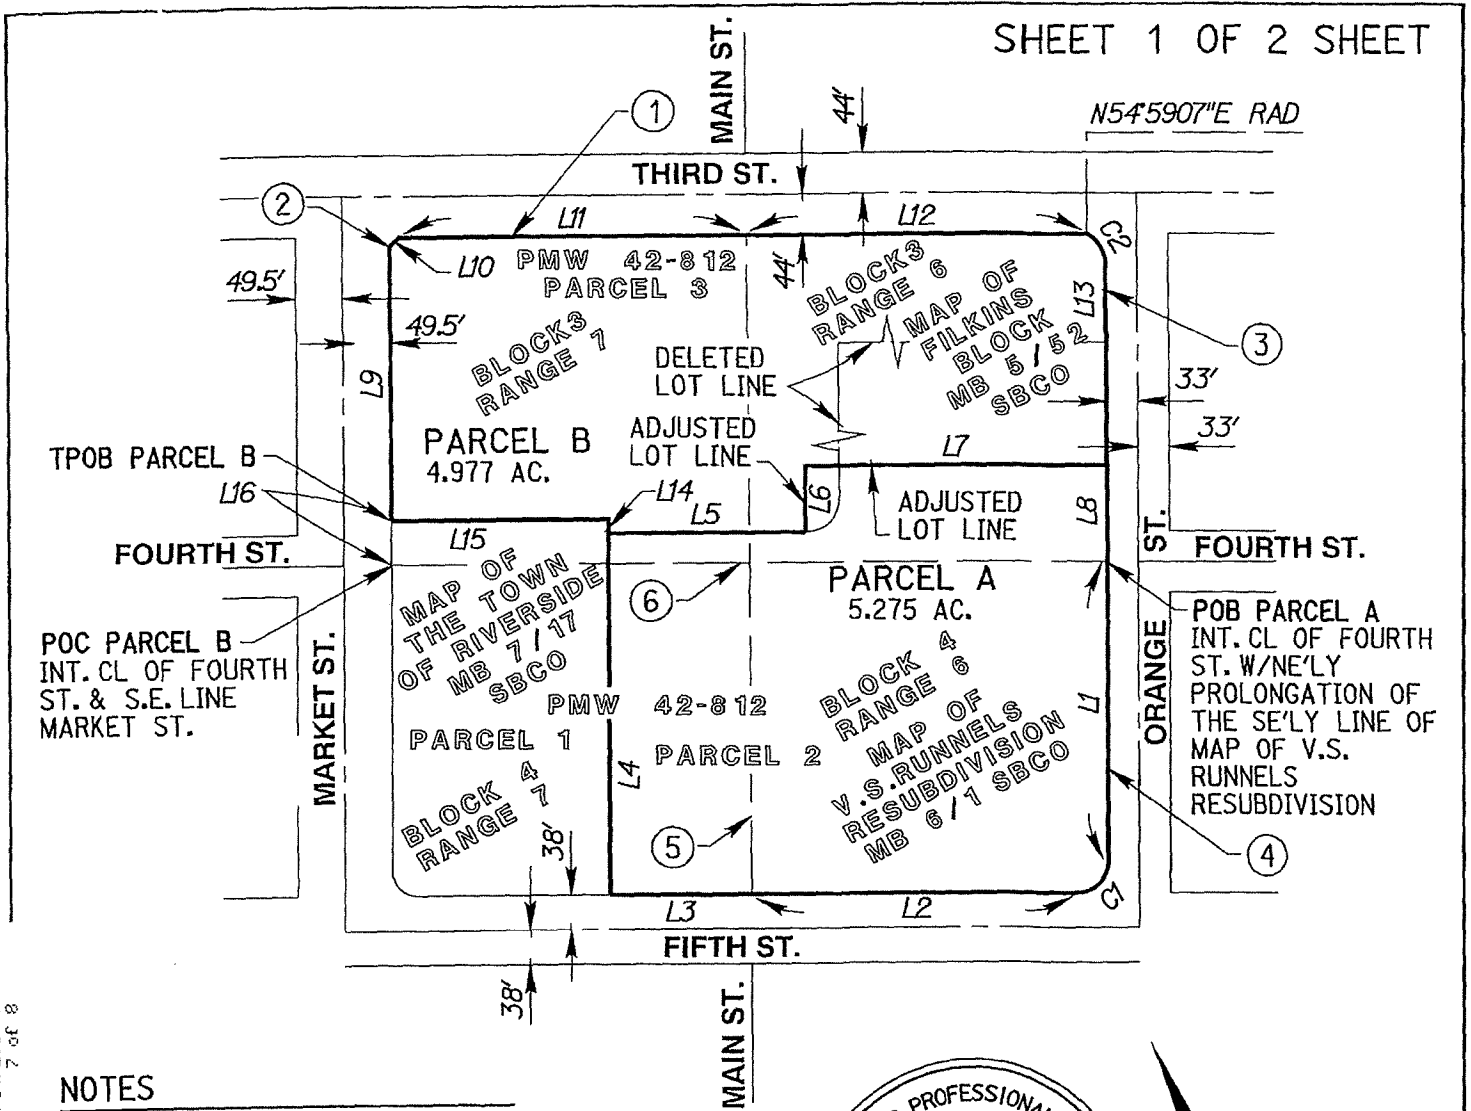 SHEET 1 OF 2 SHEET
MAIN ST.
44'
N54°5907"E RAD
1
THIRD ST.
2
L11
L12
C2
L10
PMW 42-812
PARCEL 3
44'
BLOCK3
RANGE 6
MAP OF
FILKINS
BLOCK
MB 5/52
SBCO
L13
49.5'
49.5'
BLOCK3
RANGE 7
DELETED
LOT LINE
3
L9
33'
33'
PARCEL B
4.977 AC.
ADJUSTED
LOT LINE
L7
TPOB PARCEL B
L16
L14
L5
L6
ADJUSTED
LOT LINE
L8
L15
FOURTH ST.
ORANGE ST.
FOURTH ST.
MAP OF
THE TOWN
OF RIVERSIDE
MB 7/17
SBCO
6
PARCEL A
5.275 AC.
POB PARCEL A
INT. CL OF FOURTH
ST. W/NE'LY
PROLONGATION OF
THE SE'LY LINE OF
MAP OF V.S.
RUNNELS
RESUBDIVISION
POC PARCEL B
INT. CL OF FOURTH
ST. & S.E. LINE
MARKET ST.
MARKET ST.
PMW 42-812
PARCEL 1
PARCEL 2
BLOCK 4
RANGE 6
MAP OF
V.S.RUNNELS
RESUBDIVISION
MB 6/1 SBCO
L1
L4
BLOCK 4
RANGE 7
38'
5
4
L3
L2
FIFTH ST.
38'
MAIN ST.
7 of 8
NOTES
PROFESSIONAL